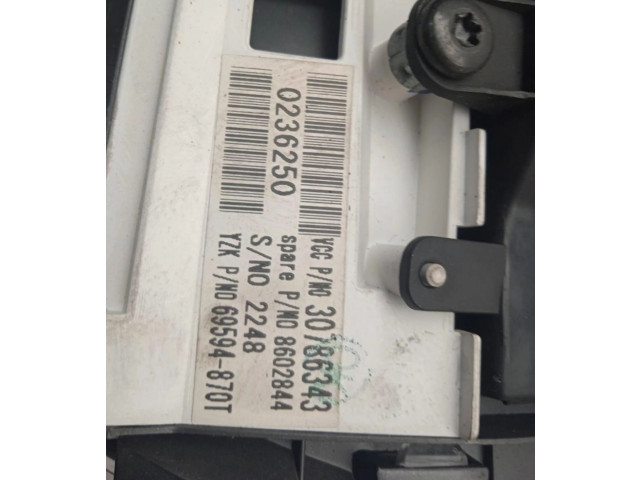 VCC P/NO 30786343
0236250
spare P/NO 8602844
S/NO 2248
YZK P/NO 69594-870T